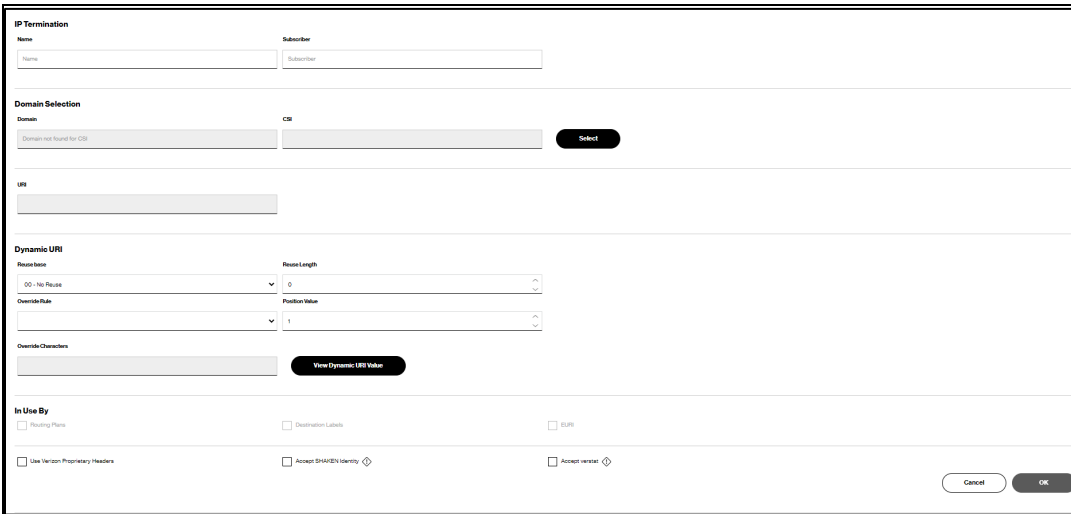 IP Termination
Name Subscriber
Name Subscriber
Domain Selection
Domain CSI
Domain not found for CSI Select
URI
Dynamic URI
Reuse base Reuse Length
00 - No Reuse 0
Override Rule Position Value
1
Override Characters
View Dynamic URI Value
In Use By
Routing Plans Destination Labels EURI
Use Verizon Proprietary Headers Accept SHAKEN Identity Accept verstat
Cancel OK